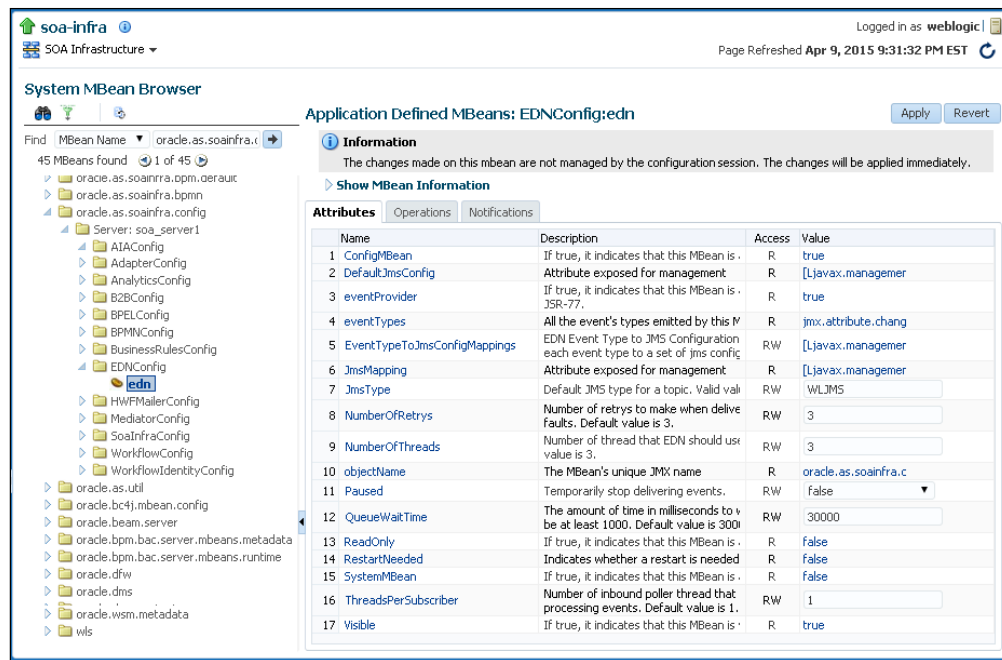 soa-infra
Logged in as weblogic
SOA Infrastructure
Page Refreshed Apr 9, 2015 9:31:32 PM EST
System MBean Browser
Find MBean Name oracle.as.soainfra.
45 MBeans found 1 of 45
oracle.as.soainfra.bpm.default
oracle.as.soainfra.bpmn
oracle.as.soainfra.config
Server: soa_server1
AIAConfig
AdapterConfig
AnalyticsConfig
B2BConfig
BPELConfig
BPMNConfig
BusinessRulesConfig
EDNConfig
edn
HWFMailerConfig
MediatorConfig
SoaInfraConfig
WorkflowConfig
WorkflowIdentityConfig
oracle.as.util
oracle.bc4j.mbean.config
oracle.beam.server
oracle.bpm.bac.server.mbeans.metadata
oracle.bpm.bac.server.mbeans.runtime
oracle.dfw
oracle.dms
oracle.wsm.metadata
wls
Application Defined MBeans: EDNConfig:edn
Apply Revert
Information
The changes made on this mbean are not managed by the configuration session. The changes will be applied immediately.
Show MBean Information
Attributes Operations Notifications
Name Description Access Value
1 ConfigMBean If true, it indicates that this MBean is R true
2 DefaultJmsConfig Attribute exposed for management R [Ljavax.managemer
3 eventProvider If true, it indicates that this MBean is R true
JSR-77.
4 eventTypes All the event's types emitted by this M R jmx.attribute.chang
5 EventTypeToJmsConfigMappings EDN Event Type to JMS Configuration RW [Ljavax.managemer
each event type to a set of jms config
6 JmsMapping Attribute exposed for management R [Ljavax.managemer
7 JmsType Default JMS type for a topic. Valid val RW WLJMS
8 NumberOfRetrys Number of retrys to make when delive RW 3
faults. Default value is 3.
9 NumberOfThreads Number of thread that EDN should use RW 3
value is 3.
10 objectName The MBean's unique JMX name R oracle.as.soainfra.c
11 Paused Temporarily stop delivering events. RW false
12 QueueWaitTime The amount of time in milliseconds to w RW 30000
be at least 1000. Default value is 300
13 ReadOnly If true, it indicates that this MBean is R false
14 RestartNeeded Indicates whether a restart is needed R false
15 SystemMBean If true, it indicates that this MBean is R false
16 ThreadsPerSubscriber Number of inbound poller thread that RW 1
processing events. Default value is 1.
17 Visible If true, it indicates that this MBean is R true